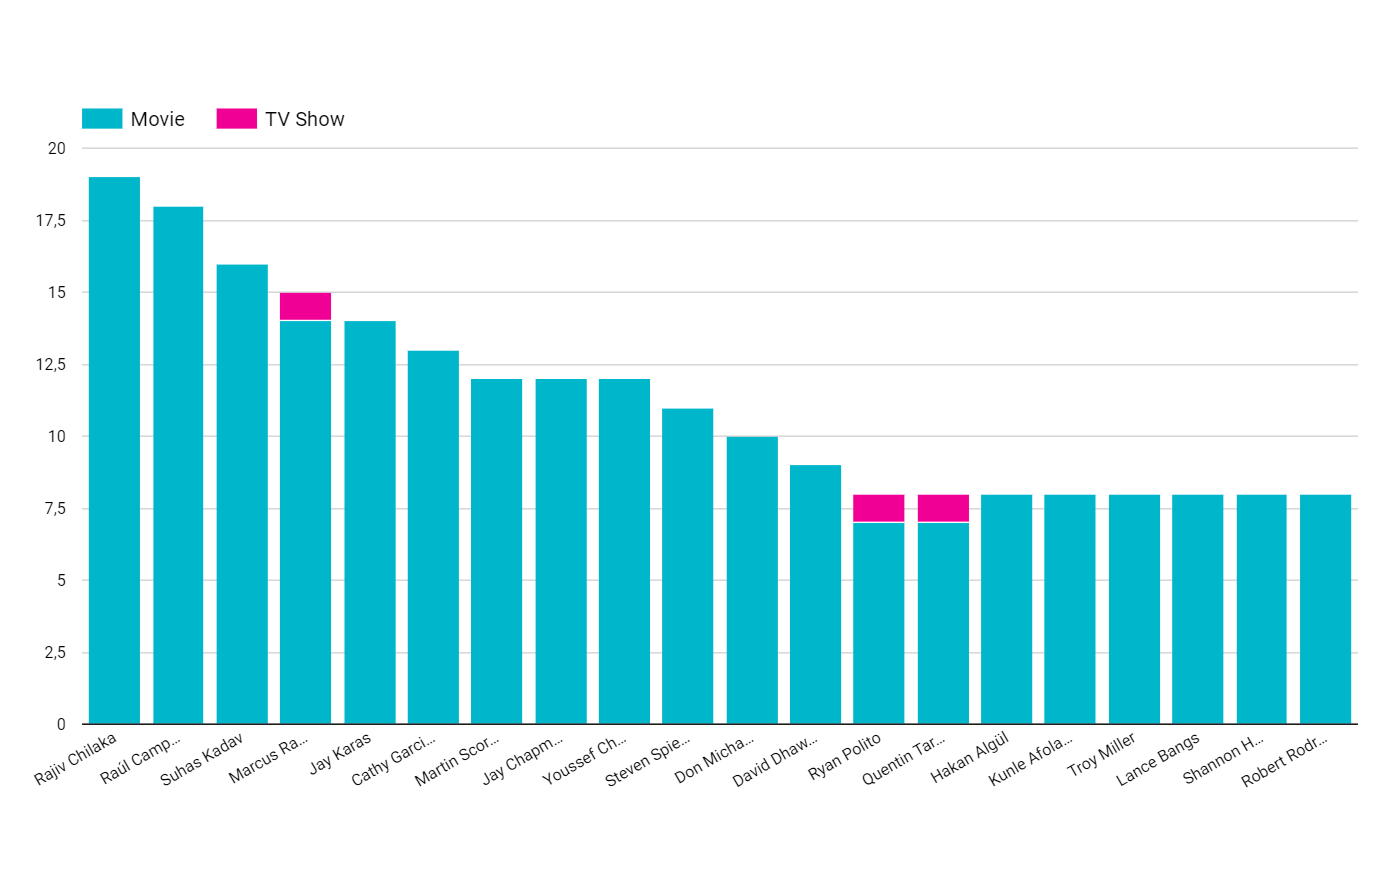 Movie TV Show
20
17,5
15
12,5
10
7,5
5
2,5
0
Rajiv Chilaka
Raúl Camp...
Suhas Kadav
Marcus Ra...
Jay Karas
Cathy Garci...
Martin Scor...
Jay Chapm...
Youssef Ch...
Steven Spie...
Don Micha...
David Dhaw...
Ryan Polito
Quentin Tar...
Hakan Algül
Kunle Afola...
Troy Miller
Lance Bangs
Shannon H...
Robert Rodr...